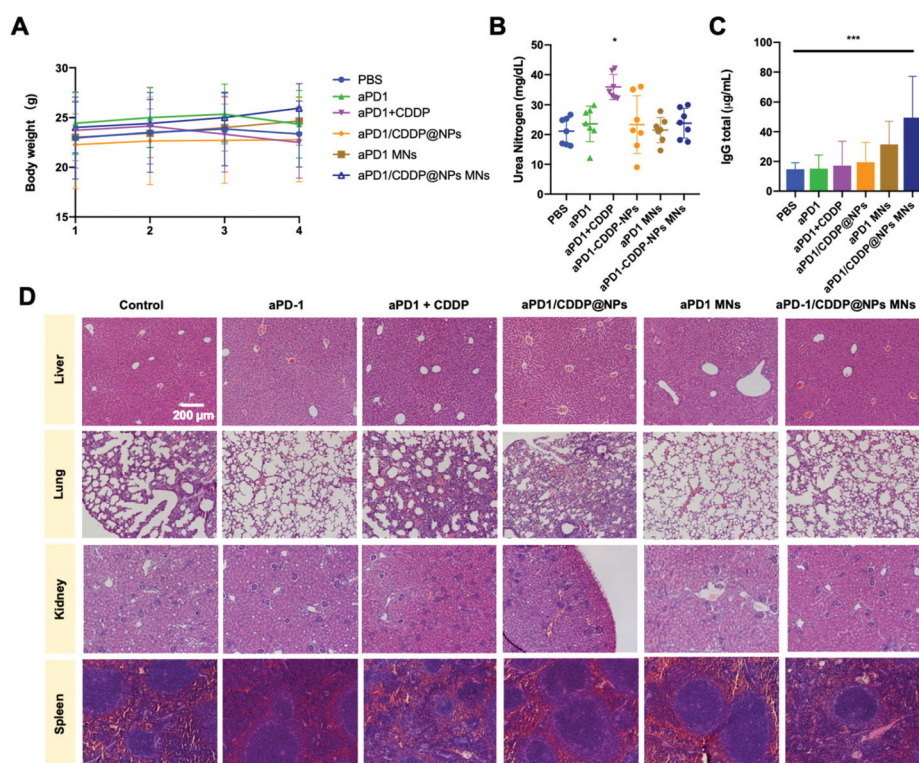 A
Body weight (g)
30
25
20
15
1
2
3
4
PBS
aPD1
aPD1+CDDP
aPD1/CDDP@NPs
aPD1 MNs
aPD1/CDDP@NPs MNs
B
Urea Nitrogen (mg/dL)
50
40
30
20
10
0
*
PBS
aPD1
aPD1+CDDP
aPD1-CDDP-NPs
aPD1 MNs
aPD1-CDDP-NPs MNs
C
IgG total (µg/mL)
100
80
60
40
20
0
***
PBS
aPD1
aPD1+CDDP
aPD1/CDDP@NPs
aPD1 MNs
aPD1/CDDP@NPs MNs
D
Control
aPD-1
aPD1 + CDDP
aPD1/CDDP@NPs
aPD1 MNs
aPD-1/CDDP@NPs MNs
Liver
200 µm
Lung
Kidney
Spleen